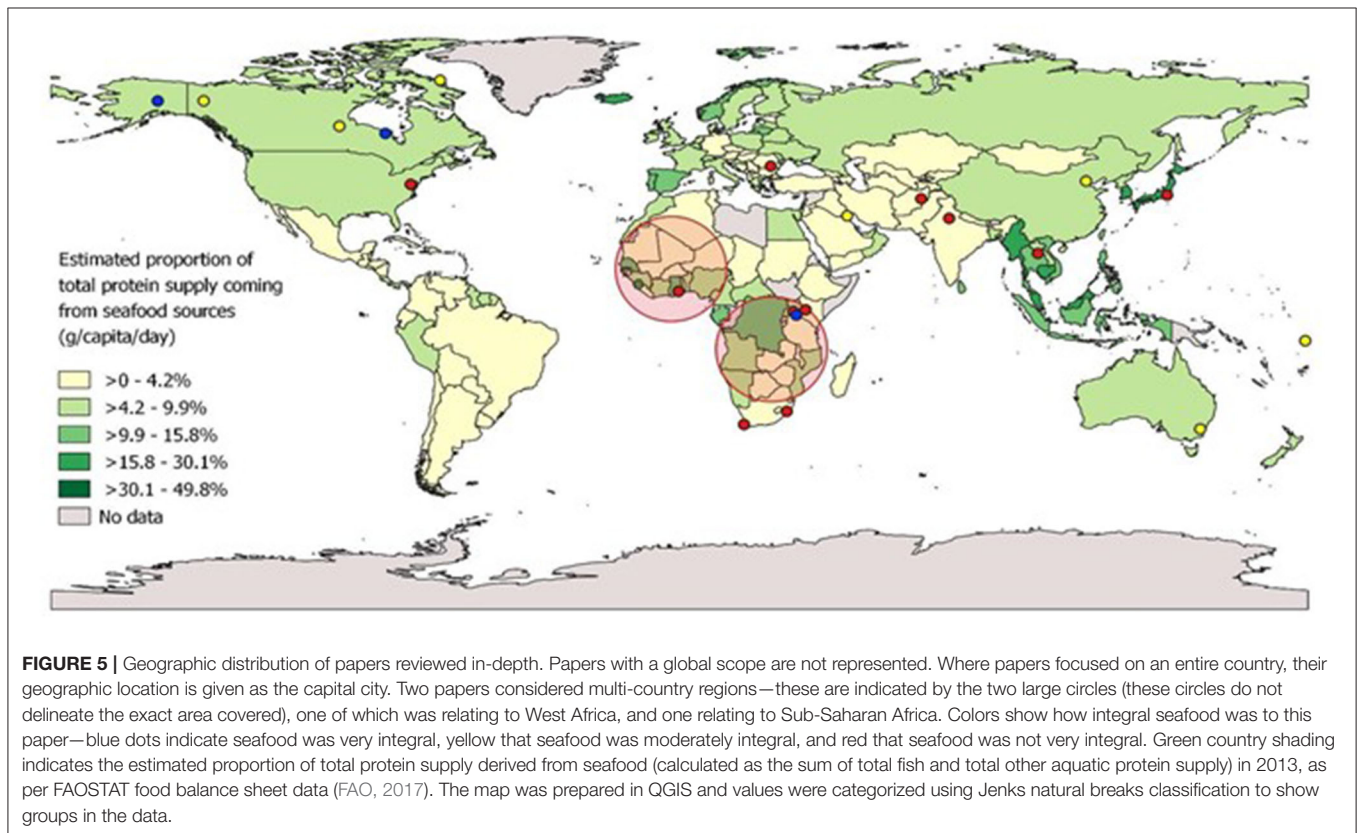 Estimated proportion of
total protein supply coming
from seafood sources
(g/capita/day)
>0 - 4.2%
>4.2 - 9.9%
>9.9 - 15.8%
>15.8 - 30.1%
>30.1 - 49.8%
No data
FIGURE 5 | Geographic distribution of papers reviewed in-depth. Papers with a global scope are not represented. Where papers focused on an entire country, their
geographic location is given as the capital city. Two papers considered multi-country regions—these are indicated by the two large circles (these circles do not
delineate the exact area covered), one of which was relating to West Africa, and one relating to Sub-Saharan Africa. Colors show how integral seafood was to this
paper—blue dots indicate seafood was very integral, yellow that seafood was moderately integral, and red that seafood was not very integral. Green country shading
indicates the estimated proportion of total protein supply derived from seafood (calculated as the sum of total fish and total other aquatic protein supply) in 2013, as
per FAOSTAT food balance sheet data (FAO, 2017). The map was prepared in QGIS and values were categorized using Jenks natural breaks classification to show
groups in the data.